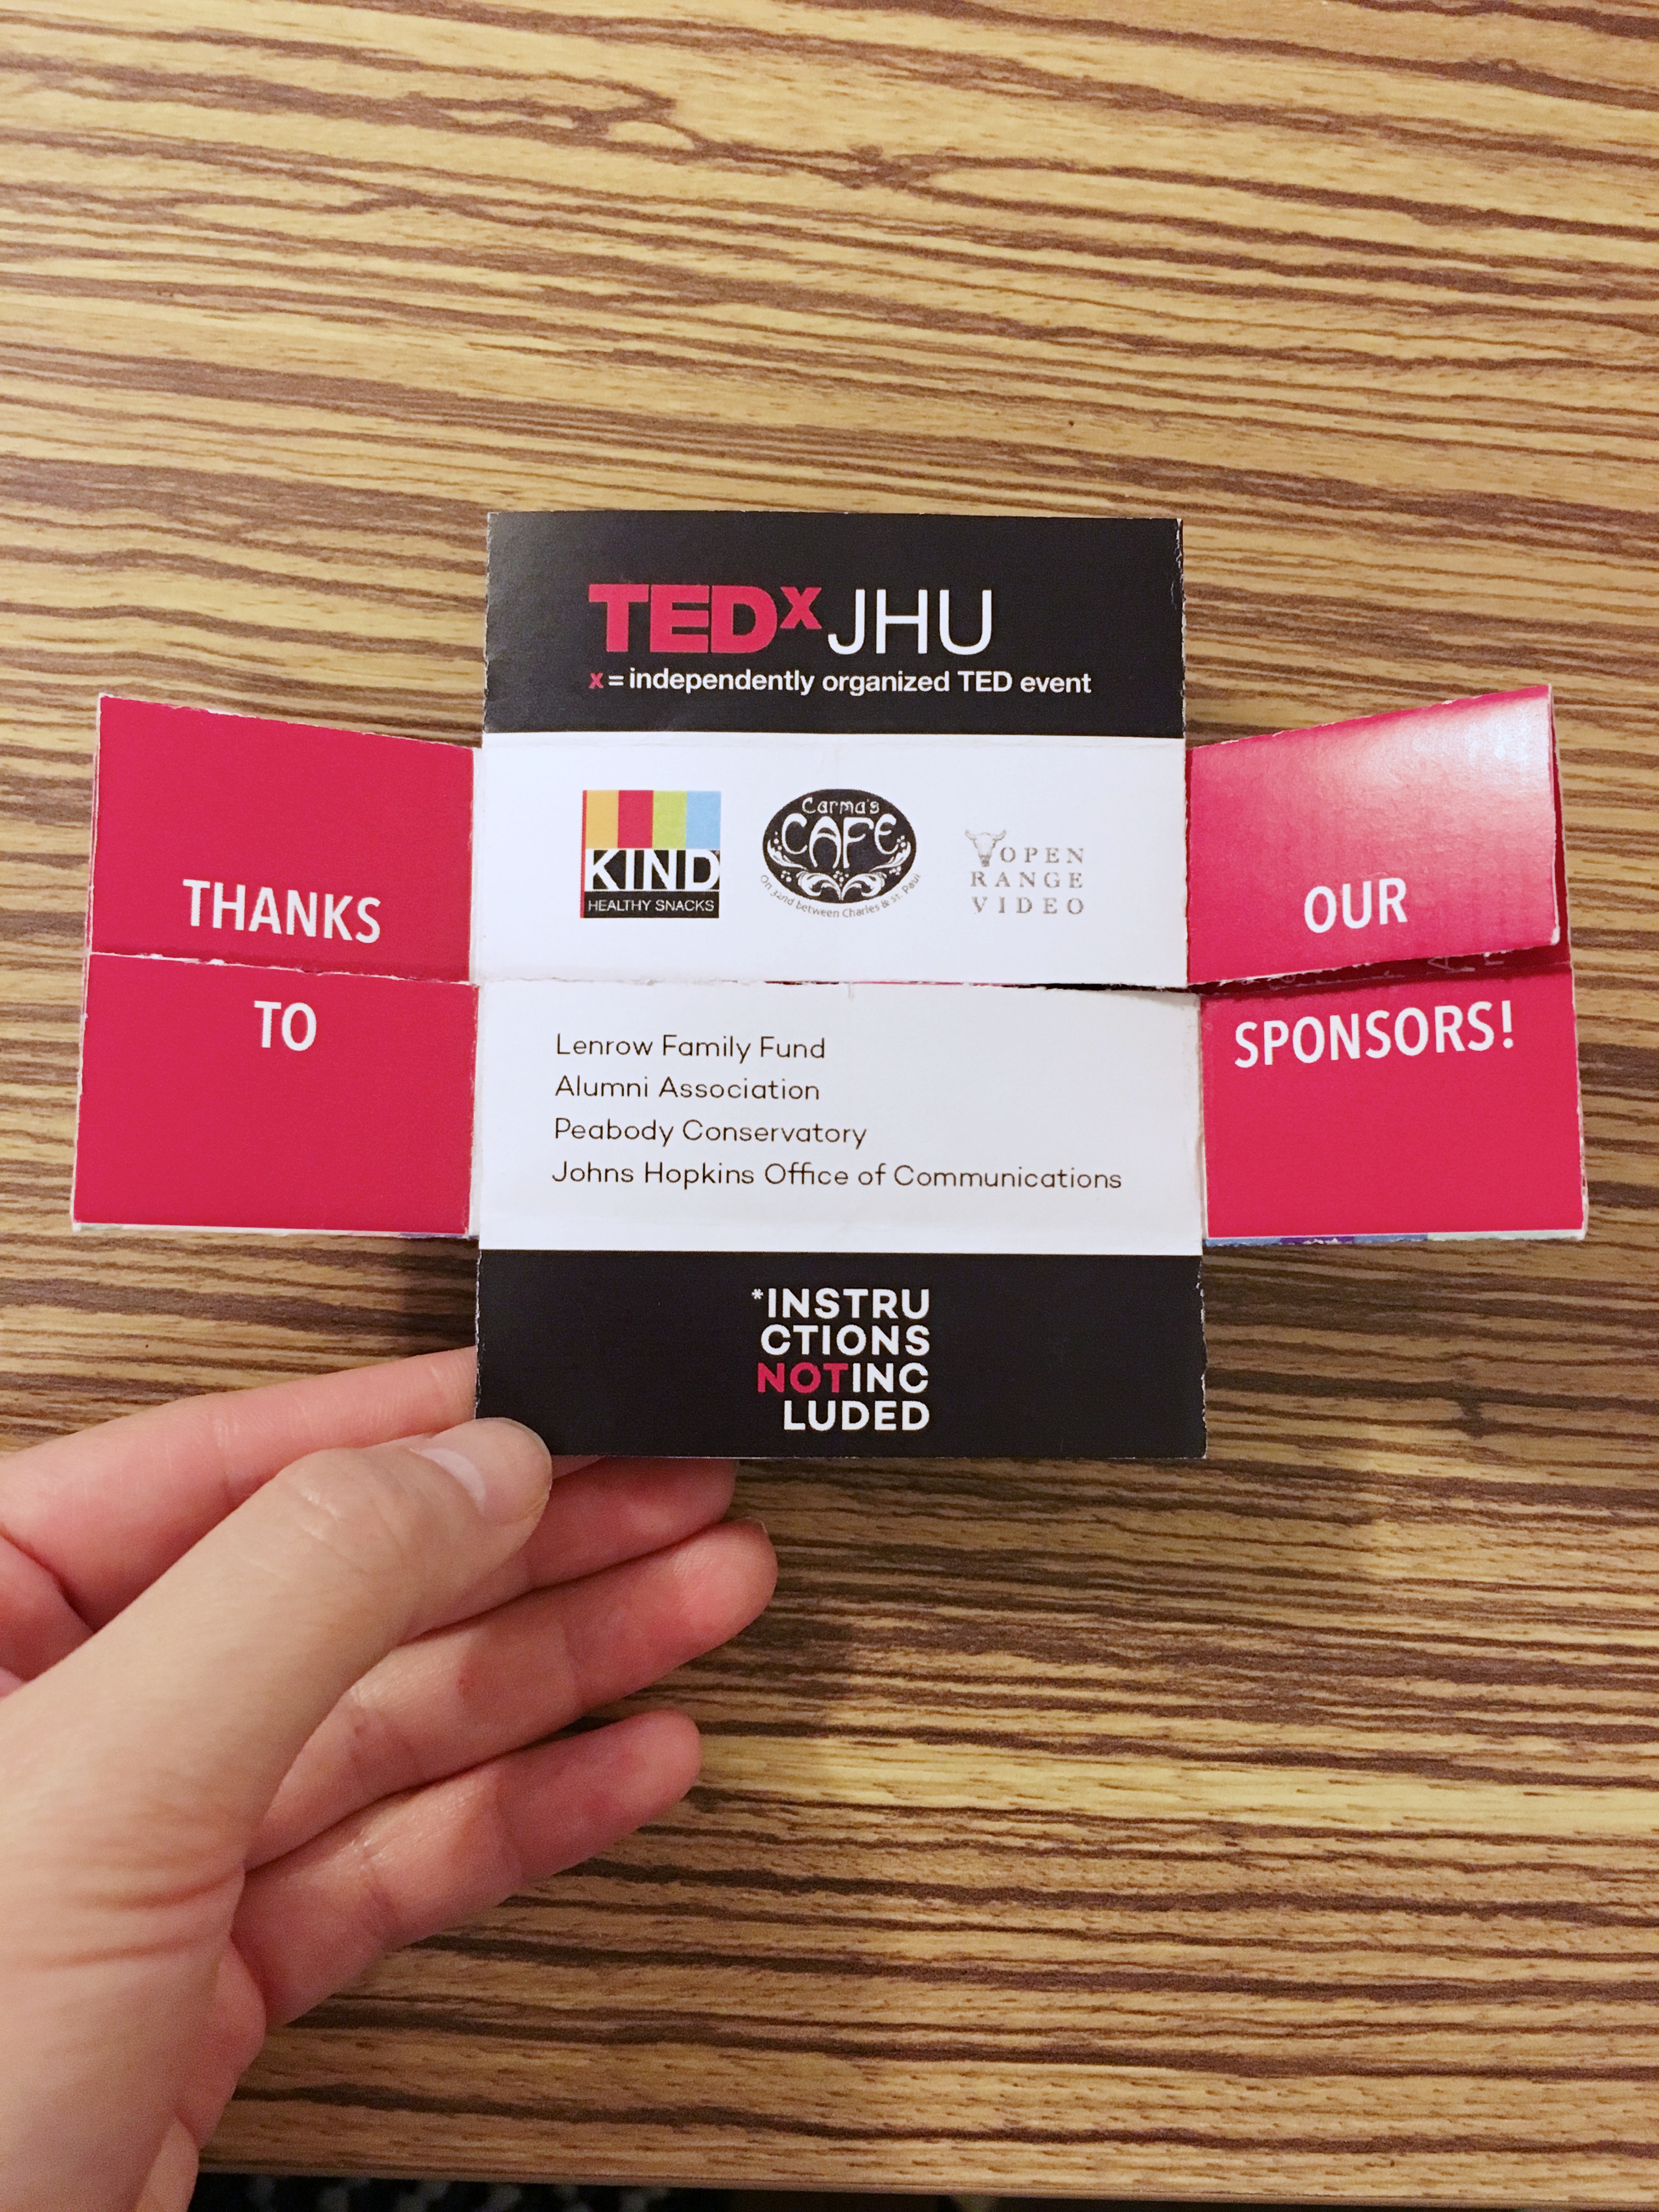 TEDxJHU
x = independently organized TED event
THANKS
TO
KIND
HEALTHY SNACKS
Carma's
CAFE
On 32nd between Charles & St. Paul
OPEN
RANGE
VIDEO
OUR
SPONSORS!
Lenrow Family Fund
Alumni Association
Peabody Conservatory
Johns Hopkins Office of Communications
*INSTRU
CTIONS
NOTINC
LUDED